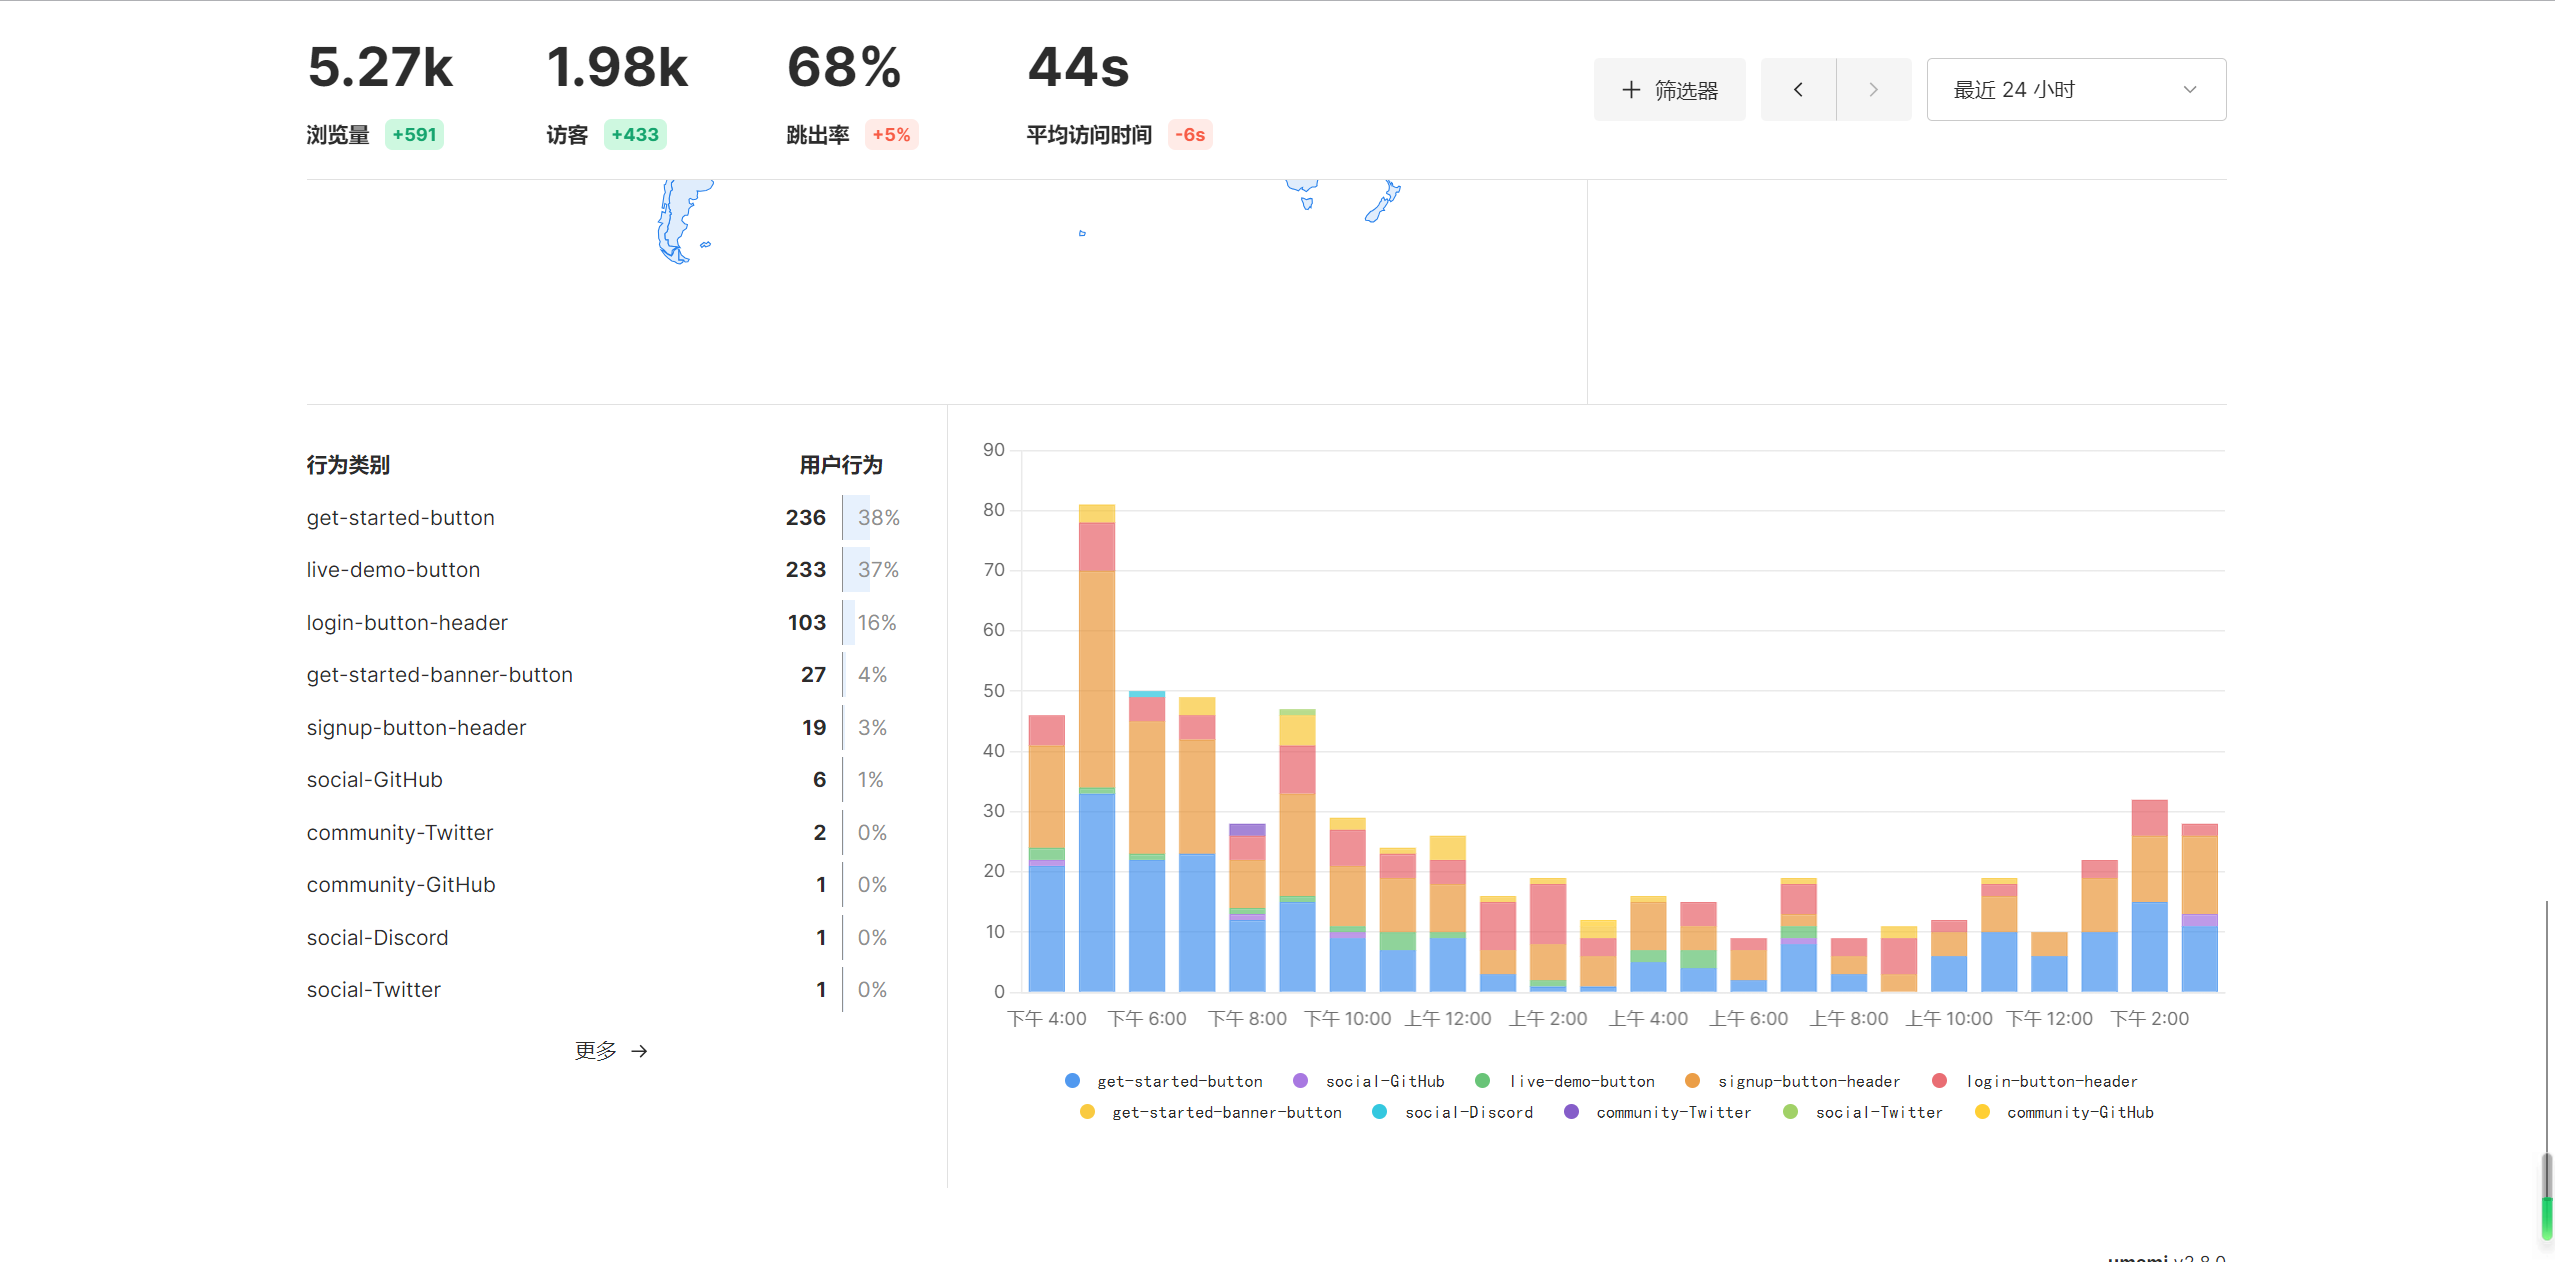 5.27k 1.98k 68% 44s
浏览量 +591 访客 +433 跳出率 +5% 平均访问时间 -6s
筛选器 最近 24 小时
行为类别 用户行为
get-started-button 236 38%
live-demo-button 233 37%
login-button-header 103 16%
get-started-banner-button 27 4%
signup-button-header 19 3%
social-GitHub 6 1%
community-Twitter 2 0%
community-GitHub 1 0%
social-Discord 1 0%
social-Twitter 1 0%
更多
90
80
70
60
50
40
30
20
10
0
下午 4:00 下午 6:00 下午 8:00 下午 10:00 上午 12:00 上午 2:00 上午 4:00 上午 6:00 上午 8:00 上午 10:00 下午 12:00 下午 2:00
get-started-button social-GitHub live-demo-button signup-button-header login-button-header
get-started-banner-button social-Discord community-Twitter social-Twitter community-GitHub
umami v2.8.0